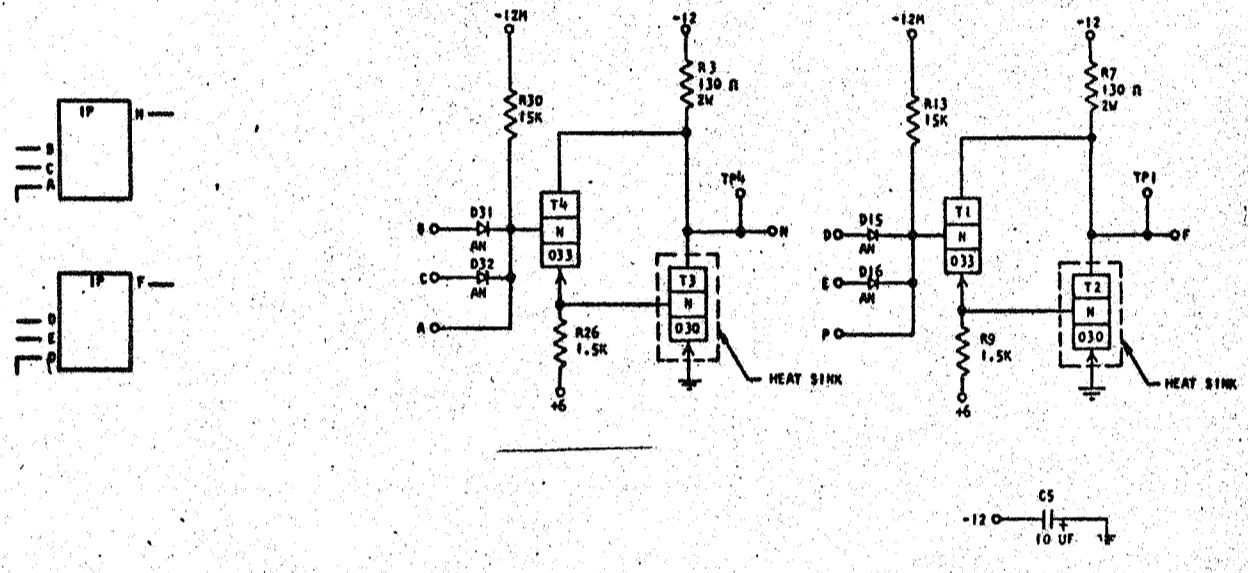 IP
N
B
C
A
IP
F
D
E
-12M
R30
15K
-12
R3
130 Ω
2W
T4
N
033
TP4
N
B
D31
AN
C
D32
AN
A
T3
N
030
R26
1.5K
+6
HEAT SINK
-12M
R13
15K
-12
R7
130 Ω
2W
T1
N
033
TP1
F
D
D15
AN
E
D16
AN
P
T2
N
030
R9
1.5K
+6
HEAT SINK
C5
-12
+
10 UF